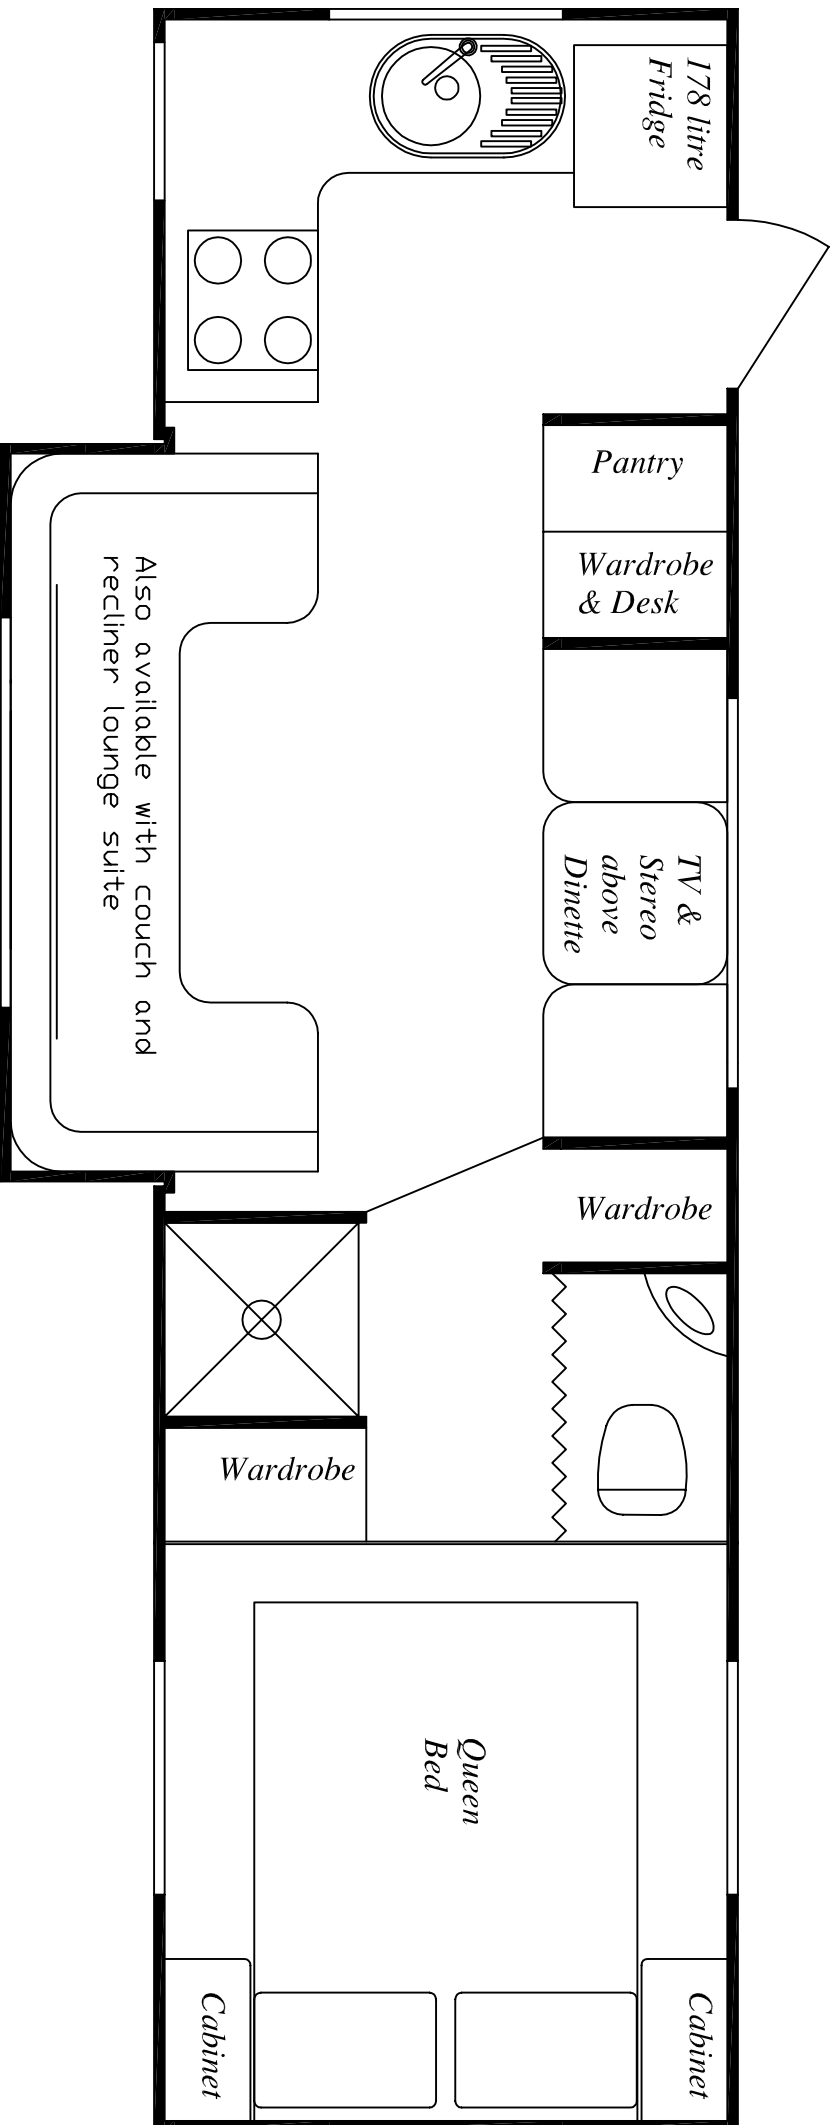 178 litre
Fridge
Pantry
Wardrobe
& Desk
Also available with couch and
recliner lounge suite
TV &
Stereo
above
Dinette
Wardrobe
Wardrobe
Queen
Bed
Cabinet
Cabinet